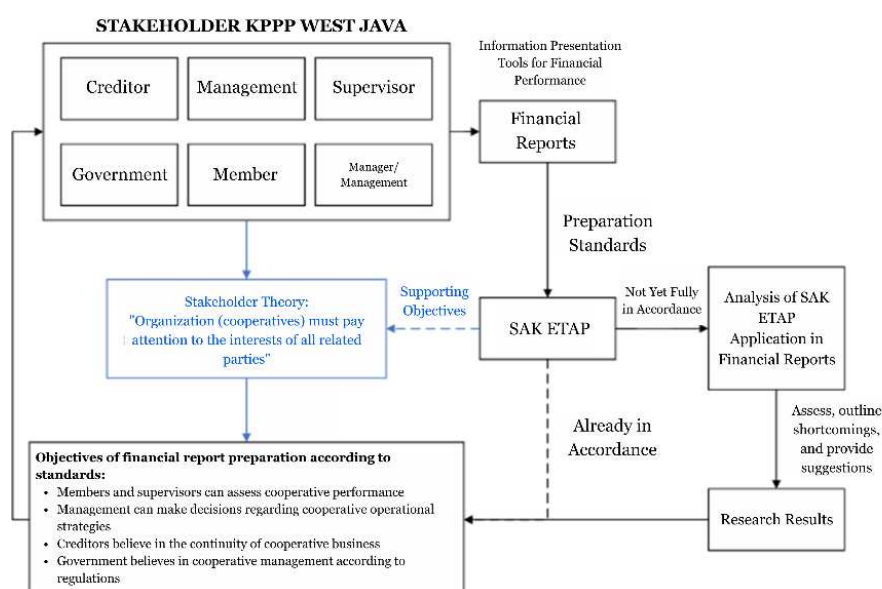 STAKEHOLDER KPPP WEST JAVA
Creditor
Management
Supervisor
Government
Member
Manager/
Management
Information Presentation
Tools for Financial
Performance
Financial
Reports
Preparation
Standards
Stakeholder Theory:
"Organization (cooperatives) must pay
attention to the interests of all related
parties"
Supporting
Objectives
SAK ETAP
Not Yet Fully
in Accordance
Analysis of SAK
ETAP
Application in
Financial Reports
Already in
Accordance
Assess, outline
shortcomings,
and provide
suggestions
Research Results
Objectives of financial report preparation according to
standards:
• Members and supervisors can assess cooperative performance
• Management can make decisions regarding cooperative operational
strategies
• Creditors believe in the continuity of cooperative business
• Government believes in cooperative management according to
regulations